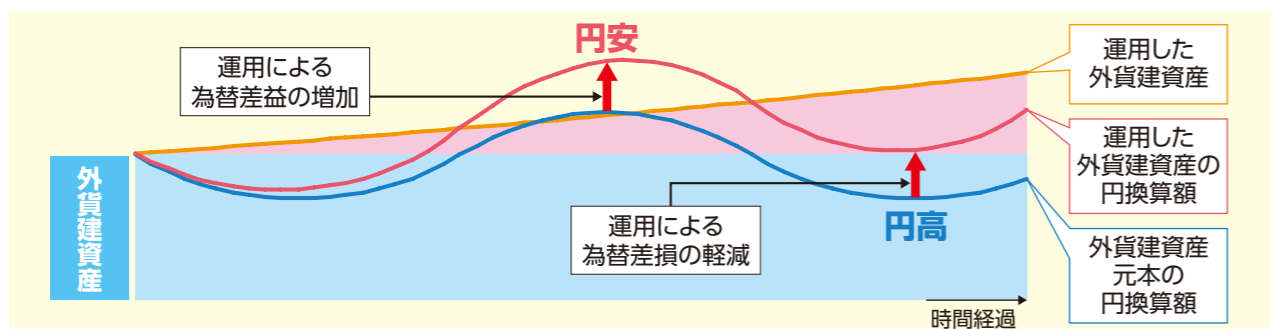 円安
運用による
為替差益の増加
運用した
外貨建資産
運用した
外貨建資産の
円換算額
外貨建資産
運用による
為替差損の軽減
円高
外貨建資産
元本の
円換算額
時間経過